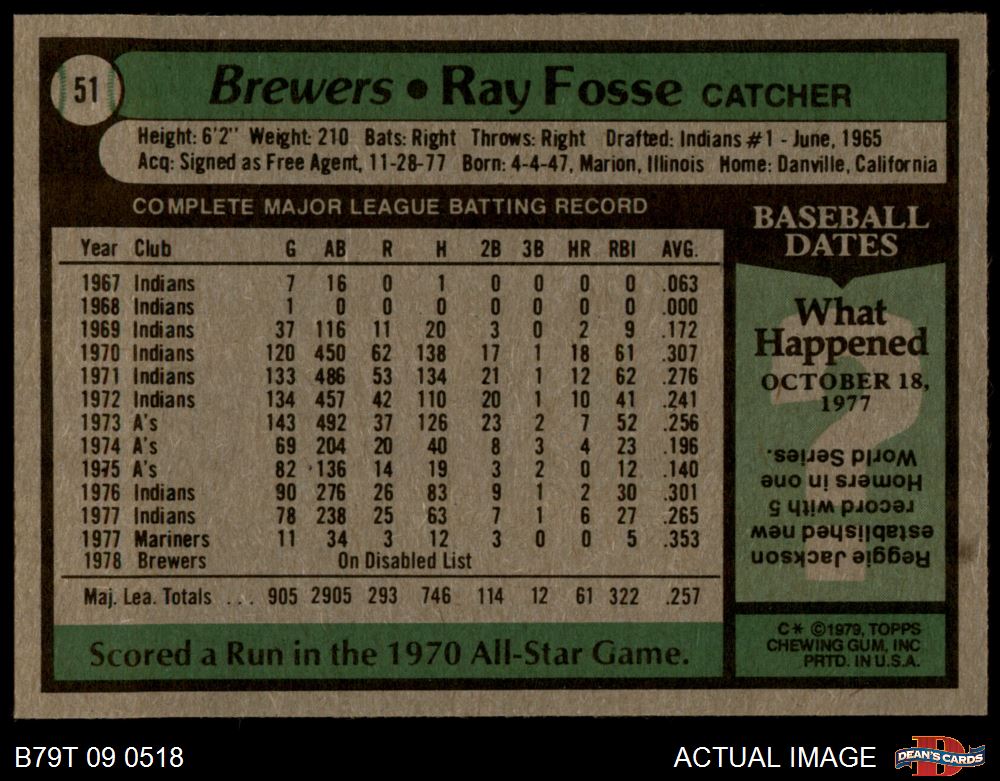 51
Brewers • Ray Fosse CATCHER
Height: 6'2" Weight: 210 Bats: Right Throws: Right Drafted: Indians #1 - June, 1965
Acq: Signed as Free Agent, 11-28-77 Born: 4-4-47, Marion, Illinois Home: Danville, California
COMPLETE MAJOR LEAGUE BATTING RECORD
Year Club G AB R H 2B 3B HR RBI AVG.
1967 Indians 7 16 0 1 0 0 0 0 .063
1968 Indians 1 0 0 0 0 0 0 0 .000
1969 Indians 37 116 11 20 3 0 2 9 .172
1970 Indians 120 450 62 138 17 1 18 61 .307
1971 Indians 133 486 53 134 21 1 12 62 .276
1972 Indians 134 457 42 110 20 1 10 41 .241
1973 A's 143 492 37 126 23 2 7 52 .256
1974 A's 69 204 20 40 8 3 4 23 .196
1975 A's 82 136 14 19 3 2 0 12 .140
1976 Indians 90 276 26 83 9 1 2 30 .301
1977 Indians 78 238 25 63 7 1 6 27 .265
1977 Mariners 11 34 3 12 3 0 0 5 .353
1978 Brewers On Disabled List
Maj. Lea. Totals . . . 905 2905 293 746 114 12 61 322 .257
Scored a Run in the 1970 All-Star Game.
BASEBALL
DATES
What
Happened
OCTOBER 18,
1977
Reggie Jackson
established new
record with 5
Homers in one
World Series.
C* ©1979, TOPPS
CHEWING GUM, INC
PRTD. IN U.S.A.
B79T 09 0518
ACTUAL IMAGE
DEAN'S CARDS